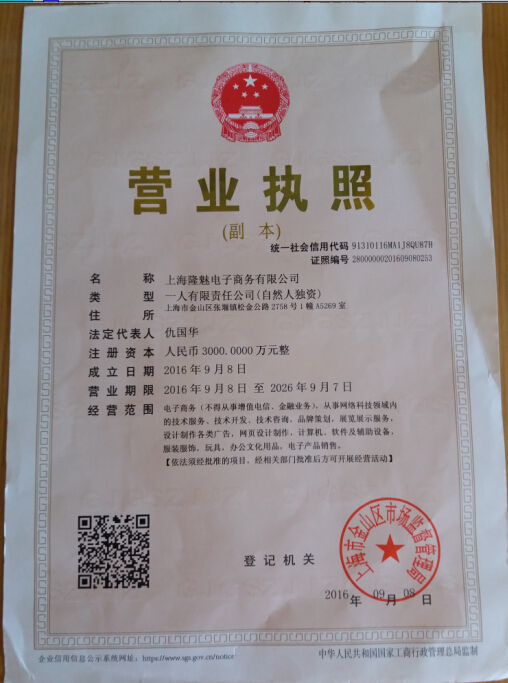 营业执照
(副 本)
统一社会信用代码 91310116MA1J8QU87H
证照编号 28000000201609080253
名 称 上海隆魅电子商务有限公司
类 型 一人有限责任公司(自然人独资)
住 所 上海市金山区张堰镇松金公路2758号1幢A5269室
法定代表人 仇国华
注册资本 人民币3000.0000万元整
成立日期 2016年9月8日
营业期限 2016年9月8日 至 2026年9月7日
经营范围 电子商务(不得从事增值电信、金融业务),从事网络科技领域内
的技术服务、技术开发、技术咨询,品牌策划,展览展示服务,
设计制作各类广告,网页设计制作,计算机、软件及辅助设备,
服装服饰,玩具,办公文化用品,电子产品销售。
【依法须经批准的项目,经相关部门批准后方可开展经营活动】
登记机关
上海市金山区市场监督管理局
2016年 09月 08日
企业信用信息公示系统网址:https://www.sgs.gov.cn/notice
中华人民共和国国家工商行政管理总局监制